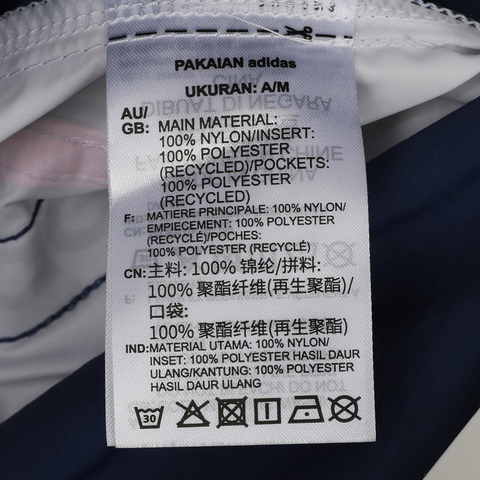 PAKAIAN adidas
UKURAN: A/M
AU/
GB: MAIN MATERIAL:
100% NYLON/INSERT:
100% POLYESTER
(RECYCLED)/POCKETS:
100% POLYESTER
(RECYCLED)
F: MATIERE PRINCIPALE: 100% NYLON/
EMPIECEMENT: 100% POLYESTER
(RECYCLÉ)/POCHES:
100% POLYESTER (RECYCLÉ)
CN: 主料: 100% 锦纶/拼料:
100% 聚酯纤维(再生聚酯)/
口袋:
100% 聚酯纤维(再生聚酯)
IND: MATERIAL UTAMA: 100% NYLON/
INSET: 100% POLYESTER HASIL DAUR
ULANG/KANTUNG: 100% POLYESTER
HASIL DAUR ULANG
30